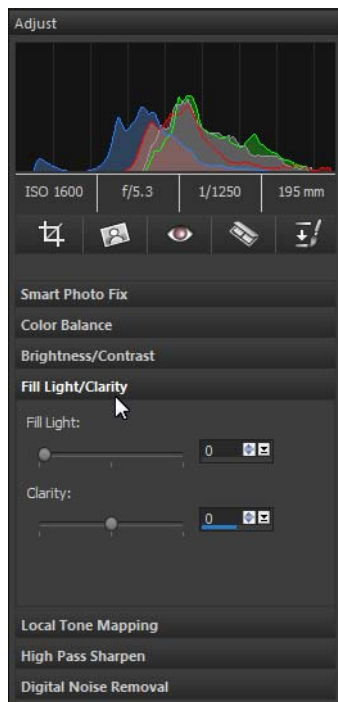 Adjust
ISO 1600 f/5.3 1/1250 195 mm
Smart Photo Fix
Color Balance
Brightness/Contrast
Fill Light/Clarity
Fill Light:
0
Clarity:
0
Local Tone Mapping
High Pass Sharpen
Digital Noise Removal